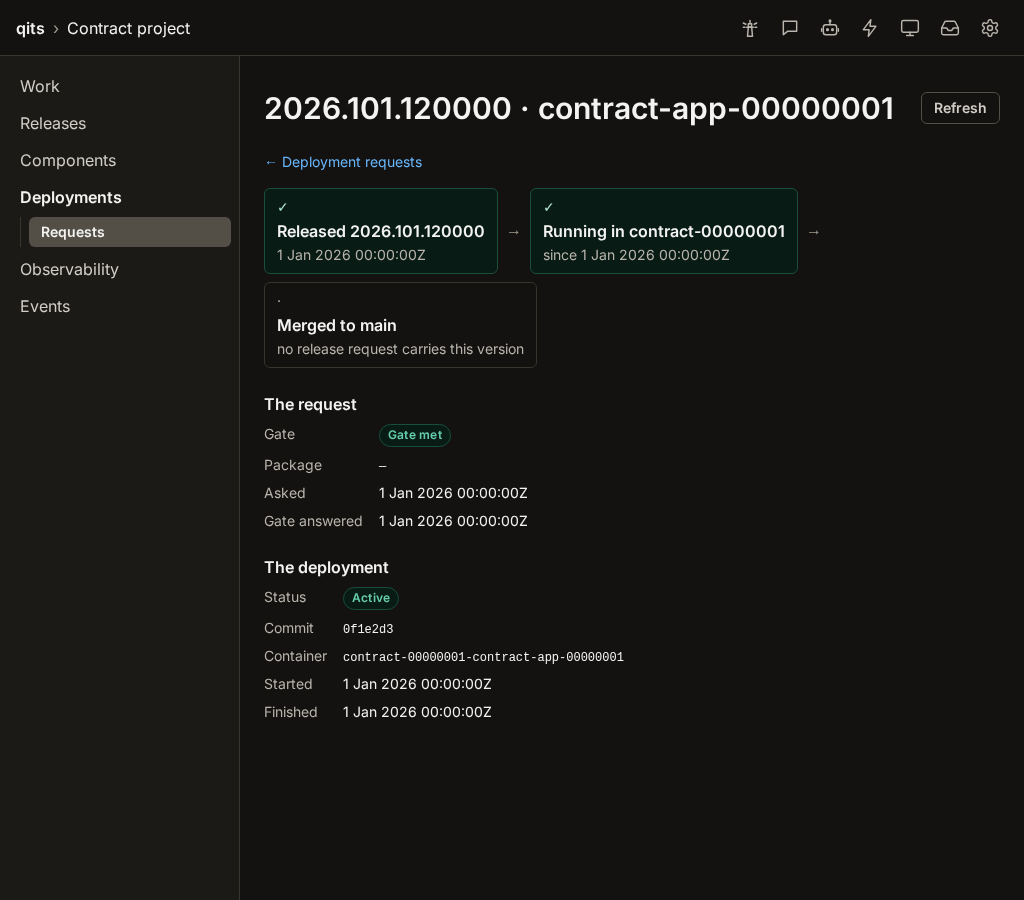 qits › Contract project
Work
Releases
Components
Deployments
Requests
Observability
Events
2026.101.120000 · contract-app-00000001
Refresh
← Deployment requests
✓
Released 2026.101.120000
1 Jan 2026 00:00:00Z
→
✓
Running in contract-00000001
since 1 Jan 2026 00:00:00Z
→
·
Merged to main
no release request carries this version
The request
Gate Gate met
Package –
Asked 1 Jan 2026 00:00:00Z
Gate answered 1 Jan 2026 00:00:00Z
The deployment
Status Active
Commit 0f1e2d3
Container contract-00000001-contract-app-00000001
Started 1 Jan 2026 00:00:00Z
Finished 1 Jan 2026 00:00:00Z